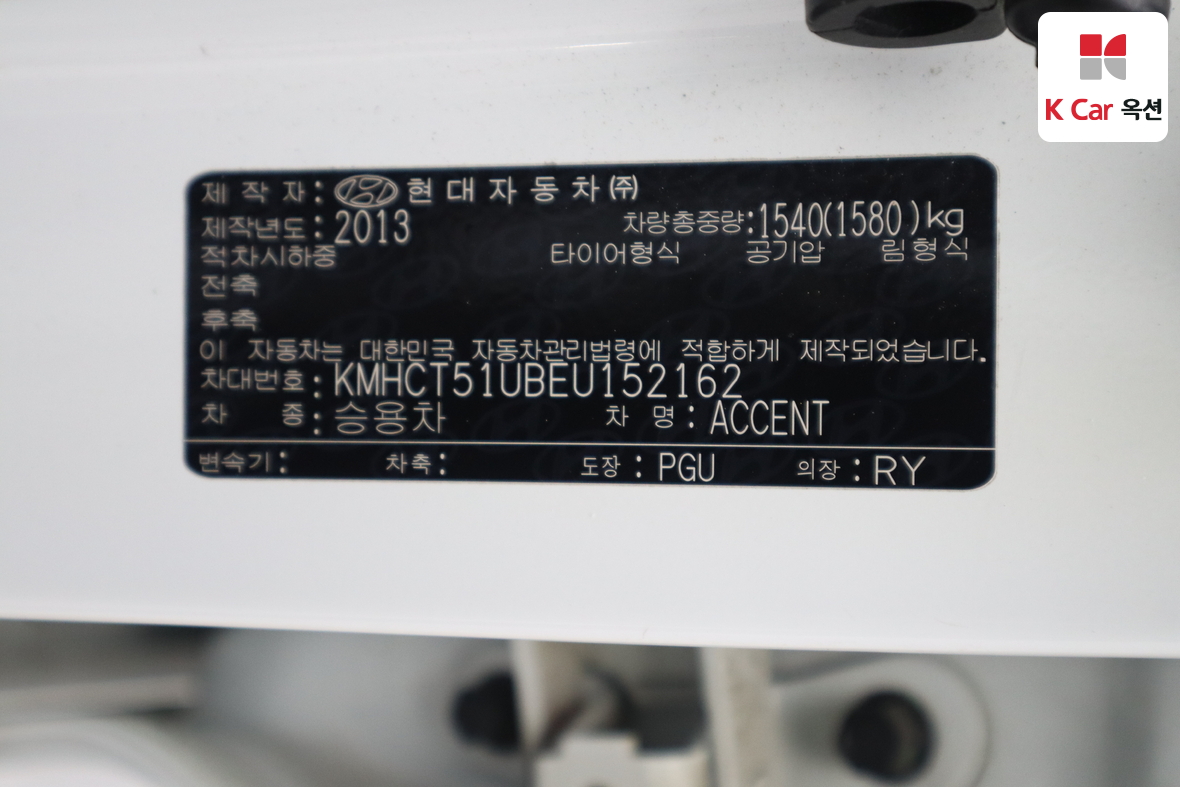 K Car 옥션
제 작 자 : 현 대 자 동 차 ㈜
제작년도 : 2013 차량총중량:1540(1580 )kg
적차시하중 타이어형식 공기압 림형식
전축
후축
이 자동차는 대한민국 자동차관리법령에 적합하게 제작되었습니다.
차대번호 : KMHCT51UBEU152162
차 종 : 승용차 차 명 : ACCENT
변속기 : 차축 : 도장 : PGU 의장 : RY